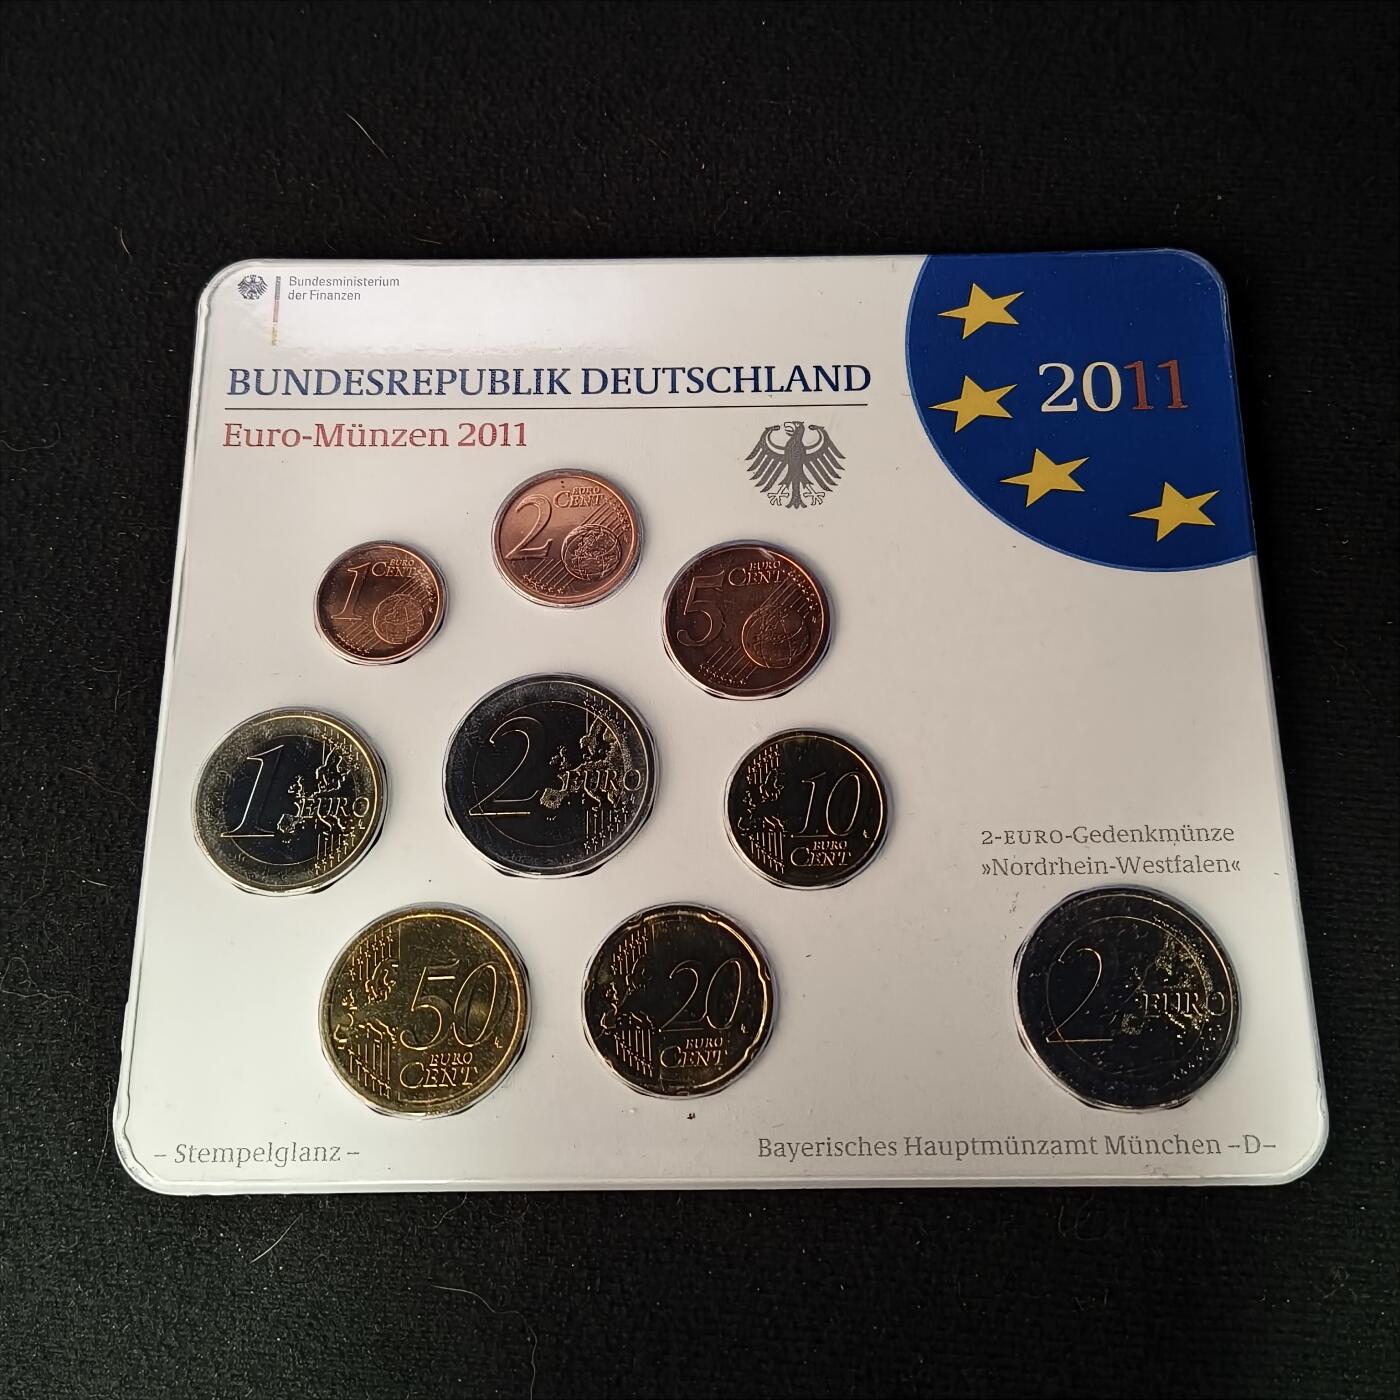 Bundesministerium
der Finanzen
BUNDESREPUBLIK DEUTSCHLAND
2011
Euro-Münzen 2011
2 EURO
CENT
1 EURO
CENT
5 EURO
CENT
1 EURO
2 EURO
10
EURO
CENT
2-EURO-Gedenkmünze
»Nordrhein-Westfalen«
50
EURO
CENT
20
EURO
CENT
2 EURO
– Stempelglanz –
Bayerisches Hauptmünzamt München –D–